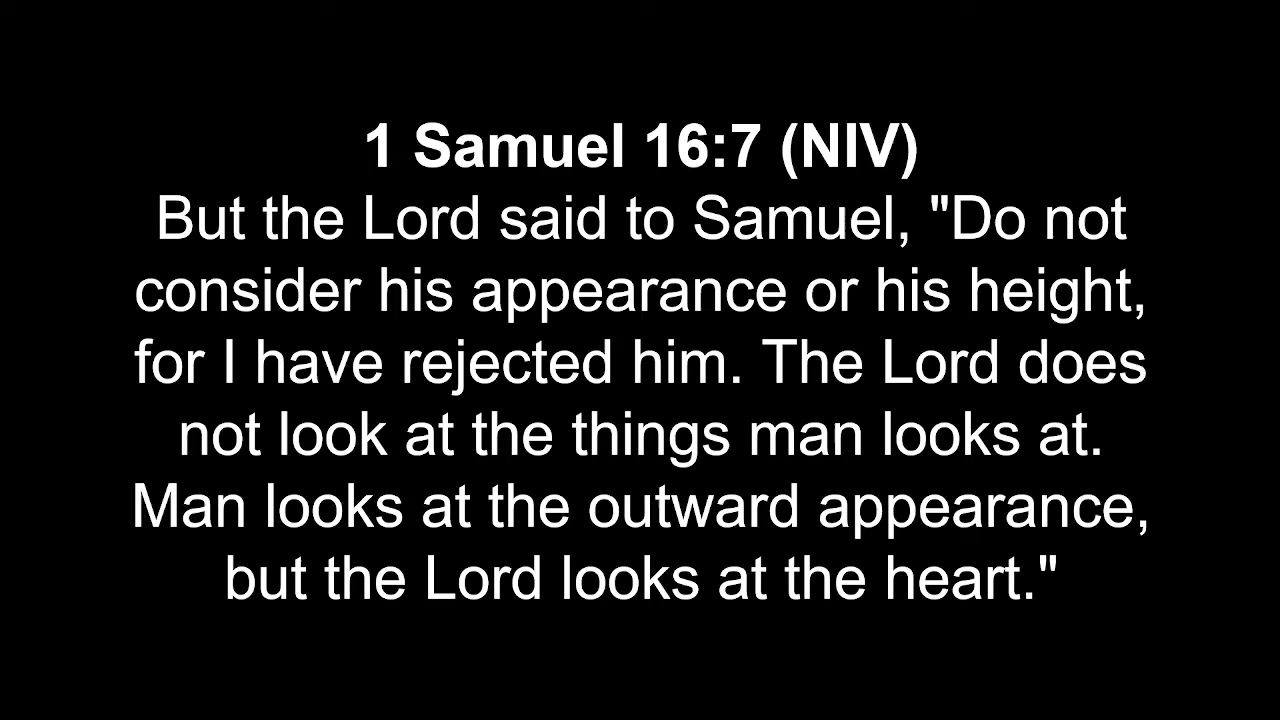 1 Samuel 16:7 (NIV)
But the Lord said to Samuel, "Do not
consider his appearance or his height,
for I have rejected him. The Lord does
not look at the things man looks at.
Man looks at the outward appearance,
but the Lord looks at the heart."